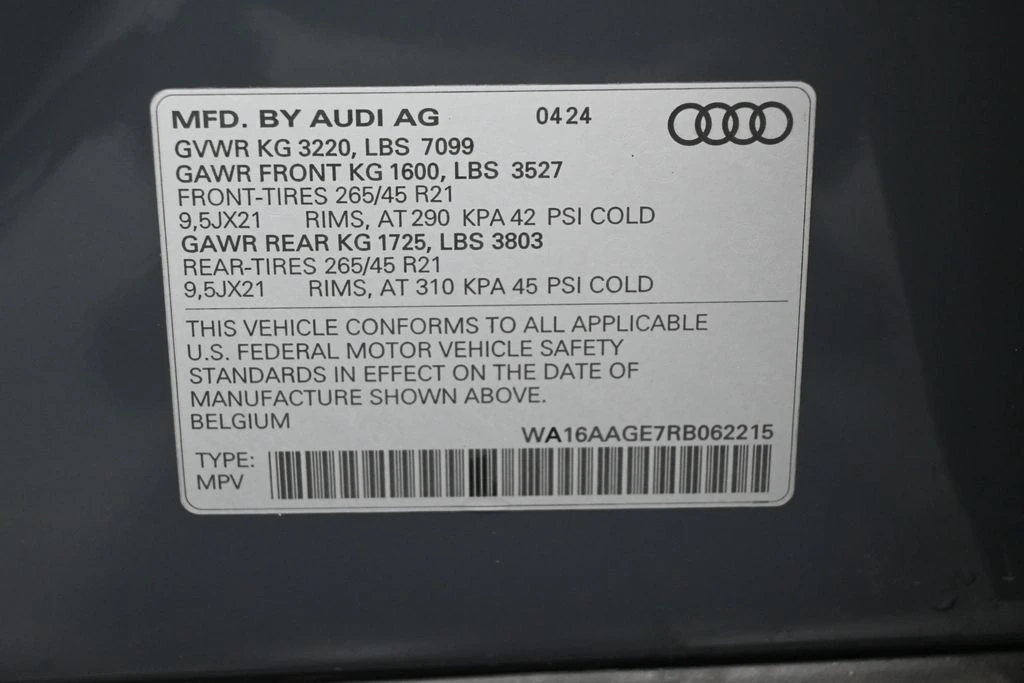 MFD. BY AUDI AG 0424
GVWR KG 3220, LBS 7099
GAWR FRONT KG 1600, LBS 3527
FRONT-TIRES 265/45 R21
9,5JX21 RIMS, AT 290 KPA 42 PSI COLD
GAWR REAR KG 1725, LBS 3803
REAR-TIRES 265/45 R21
9,5JX21 RIMS, AT 310 KPA 45 PSI COLD
THIS VEHICLE CONFORMS TO ALL APPLICABLE
U.S. FEDERAL MOTOR VEHICLE SAFETY
STANDARDS IN EFFECT ON THE DATE OF
MANUFACTURE SHOWN ABOVE.
BELGIUM
WA16AAGE7RB062215
TYPE:
MPV